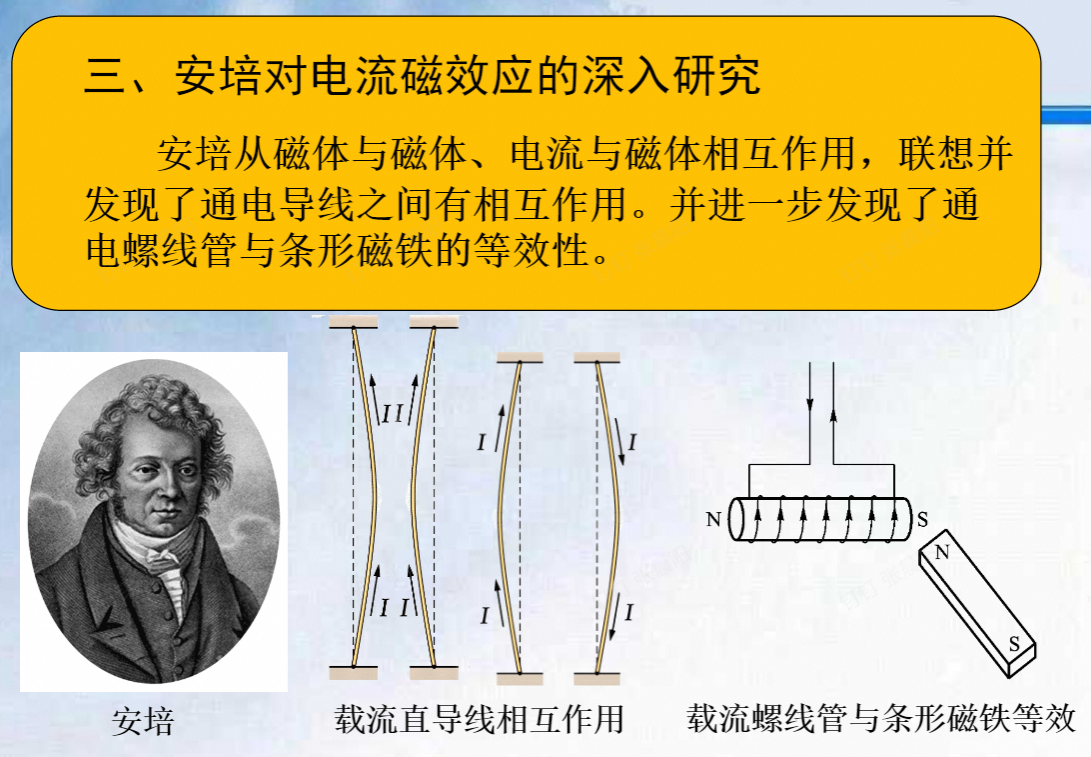 三、安培对电流磁效应的深入研究
安培从磁体与磁体、电流与磁体相互作用，联想并
发现了通电导线之间有相互作用。并进一步发现了通
电螺线管与条形磁铁的等效性。
I I
I I
I
I
I
I
N
S
N
S
安培
载流直导线相互作用
载流螺线管与条形磁铁等效